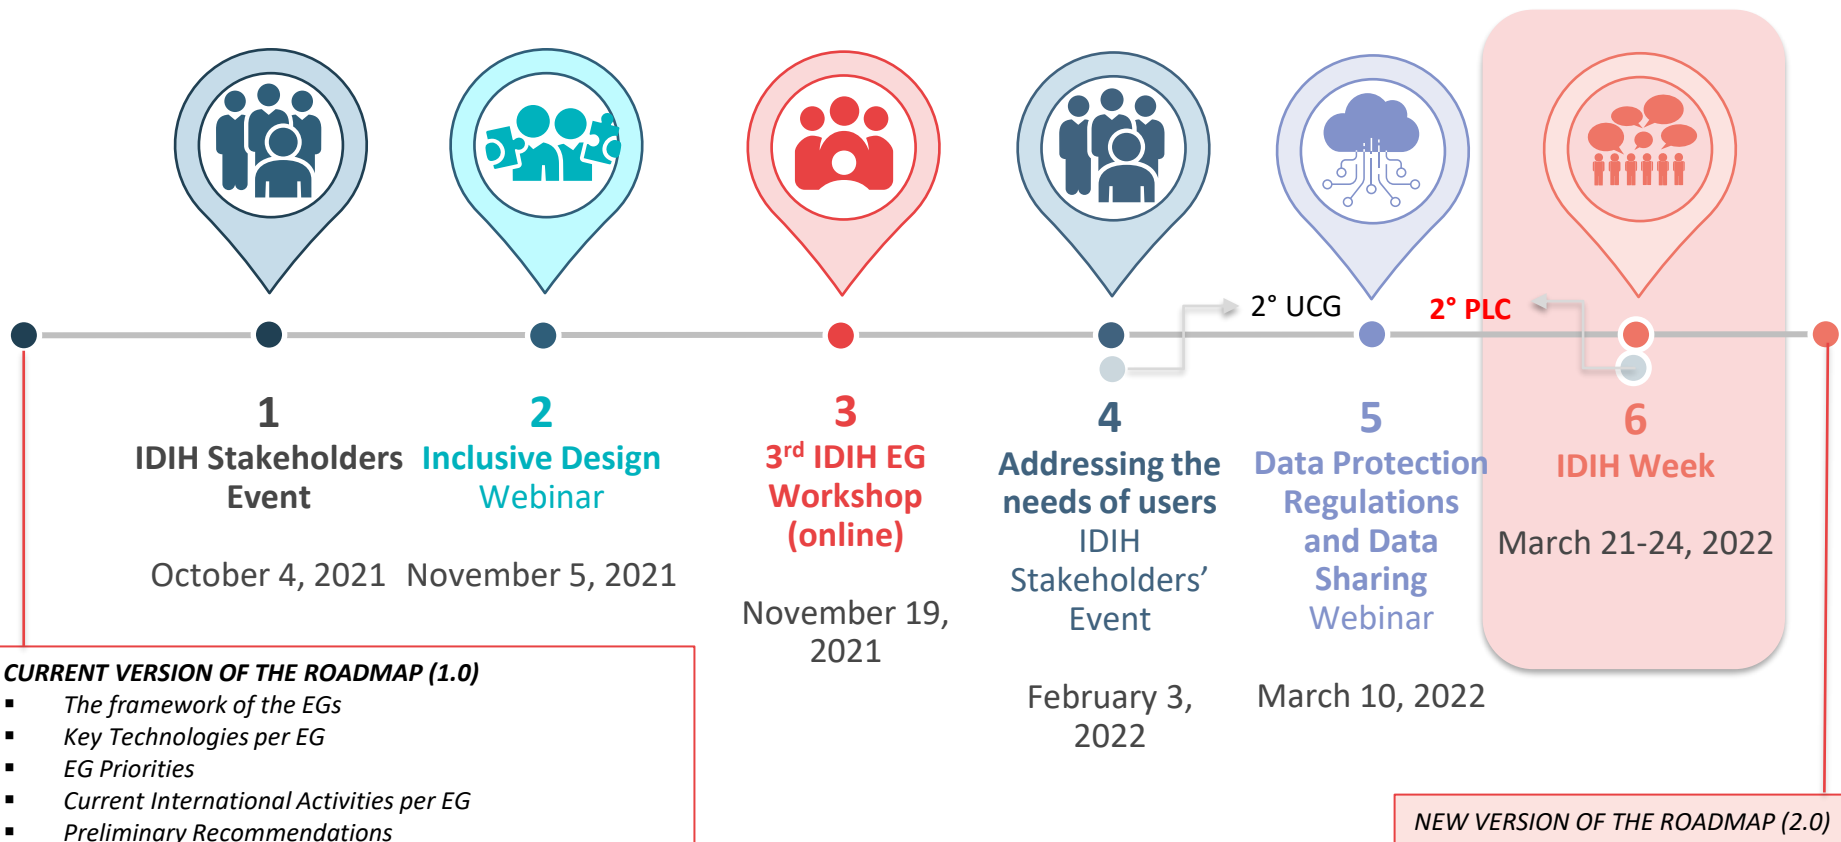 2° UCG
2° PLC
1
IDIH Stakeholders
Event
October 4, 2021
2
Inclusive Design
Webinar
November 5, 2021
3
3rd IDIH EG
Workshop
(online)
November 19,
2021
4
Addressing the
needs of users
IDIH
Stakeholders’
Event
February 3,
2022
5
Data Protection
Regulations
and Data
Sharing
Webinar
March 10, 2022
6
IDIH Week
March 21-24, 2022
CURRENT VERSION OF THE ROADMAP (1.0)
▪ The framework of the EGs
▪ Key Technologies per EG
▪ EG Priorities
▪ Current International Activities per EG
▪ Preliminary Recommendations
NEW VERSION OF THE ROADMAP (2.0)